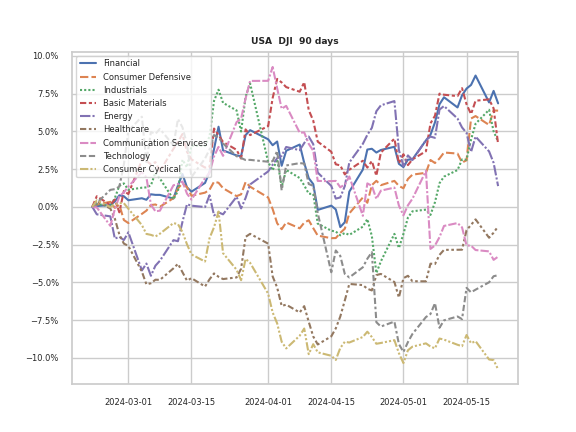 USA  DJI  90 days
10.0%
7.5%
5.0%
2.5%
0.0%
−2.5%
−5.0%
−7.5%
−10.0%
Financial
Consumer Defensive
Industrials
Basic Materials
Energy
Healthcare
Communication Services
Technology
Consumer Cyclical
2024-03-01
2024-03-15
2024-04-01
2024-04-15
2024-05-01
2024-05-15